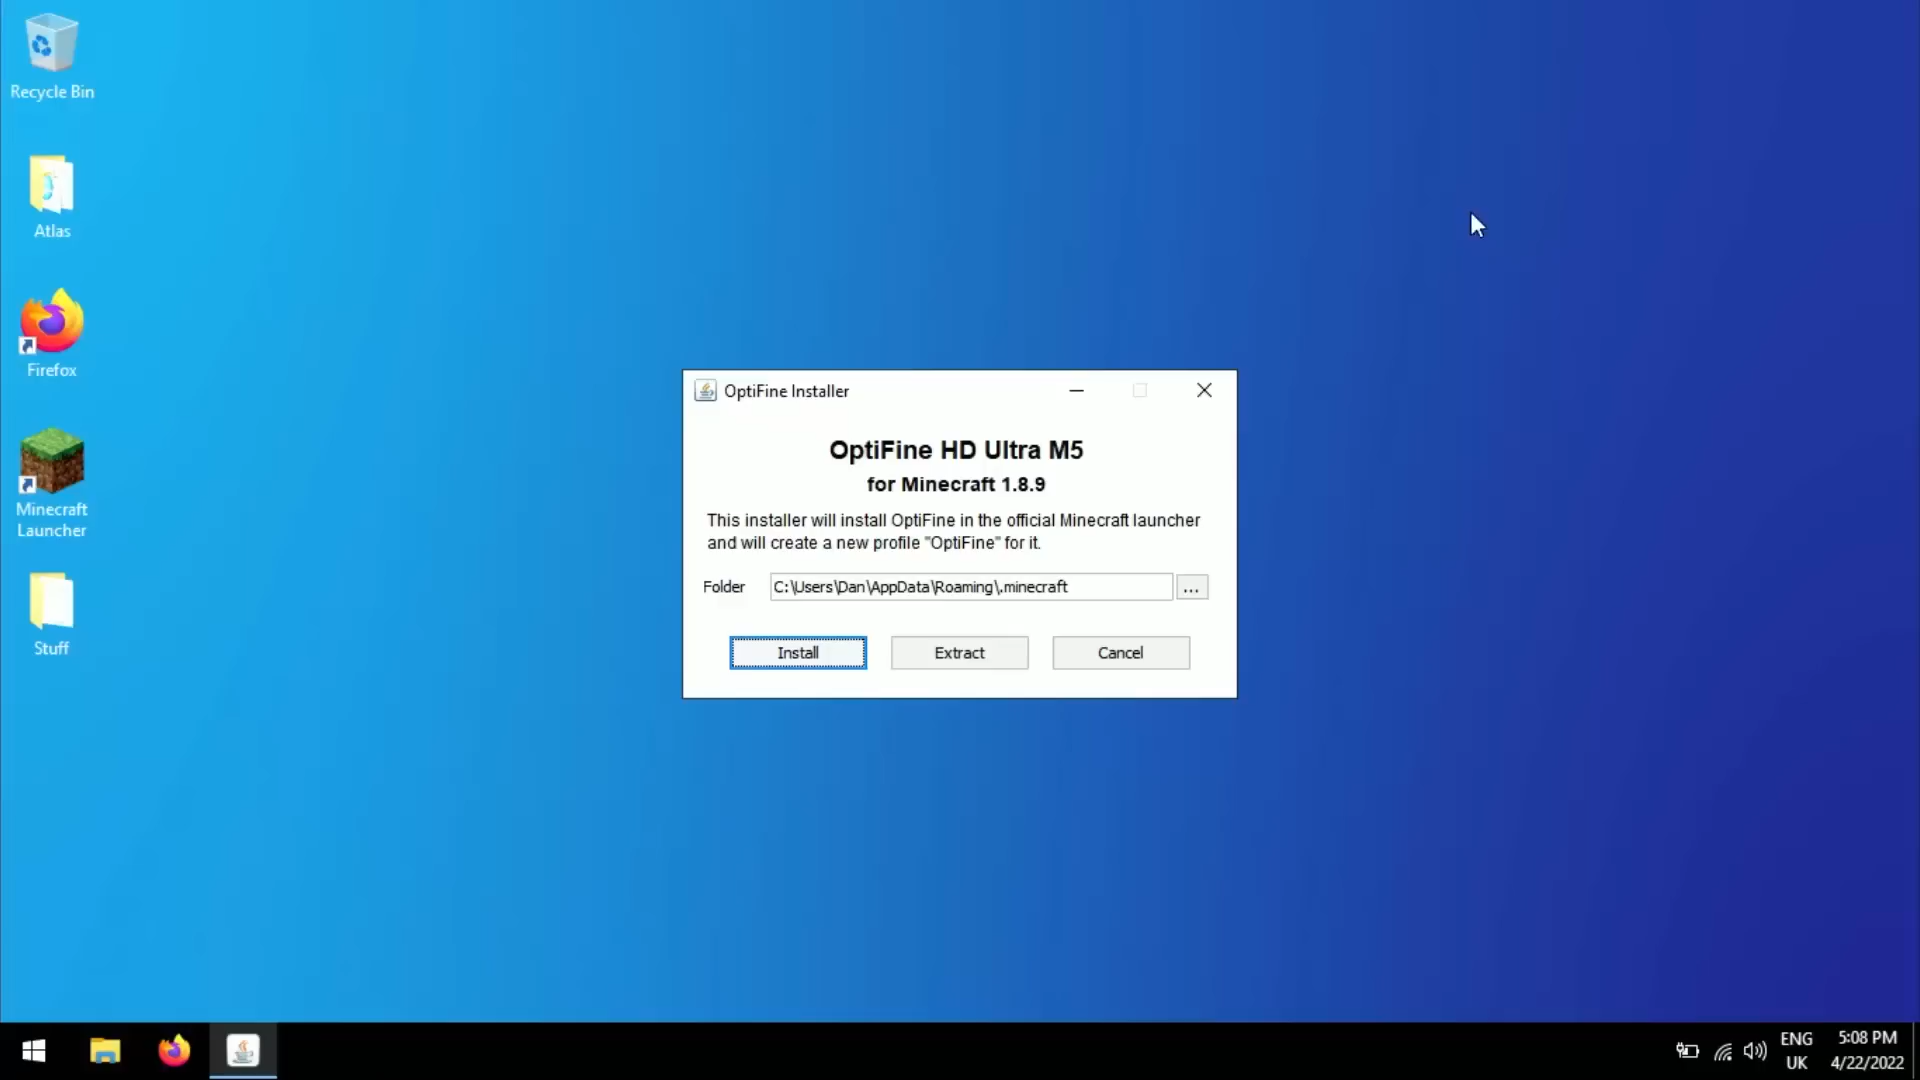 Recycle Bin
Atlas
Firefox
Minecraft
Launcher
Stuff
OptiFine Installer
OptiFine HD Ultra M5
for Minecraft 1.8.9
This installer will install OptiFine in the official Minecraft launcher
and will create a new profile "OptiFine" for it.
Folder C:\Users\Dan\AppData\Roaming\.minecraft ...
Install Extract Cancel
ENG 5:08 PM
UK 4/22/2022